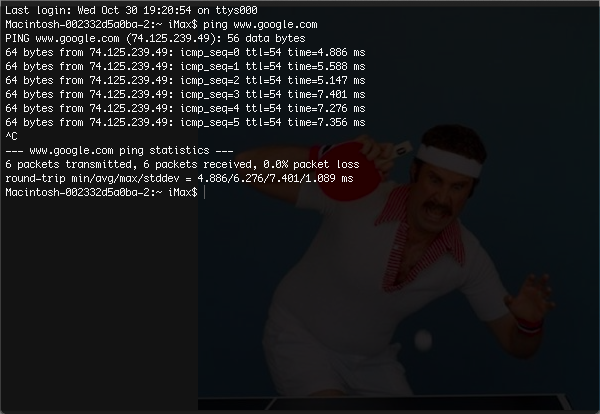 Last login: Wed Oct 30 19:20:54 on ttys000
Macintosh-002332d5a0ba-2:~ iMax$ ping www.google.com
PING www.google.com (74.125.239.49): 56 data bytes
64 bytes from 74.125.239.49: icmp_seq=0 ttl=54 time=4.886 ms
64 bytes from 74.125.239.49: icmp_seq=1 ttl=54 time=5.588 ms
64 bytes from 74.125.239.49: icmp_seq=2 ttl=54 time=5.147 ms
64 bytes from 74.125.239.49: icmp_seq=3 ttl=54 time=7.401 ms
64 bytes from 74.125.239.49: icmp_seq=4 ttl=54 time=7.276 ms
64 bytes from 74.125.239.49: icmp_seq=5 ttl=54 time=7.356 ms
^C
--- www.google.com ping statistics ---
6 packets transmitted, 6 packets received, 0.0% packet loss
round-trip min/avg/max/stddev = 4.886/6.276/7.401/1.089 ms
Macintosh-002332d5a0ba-2:~ iMax$